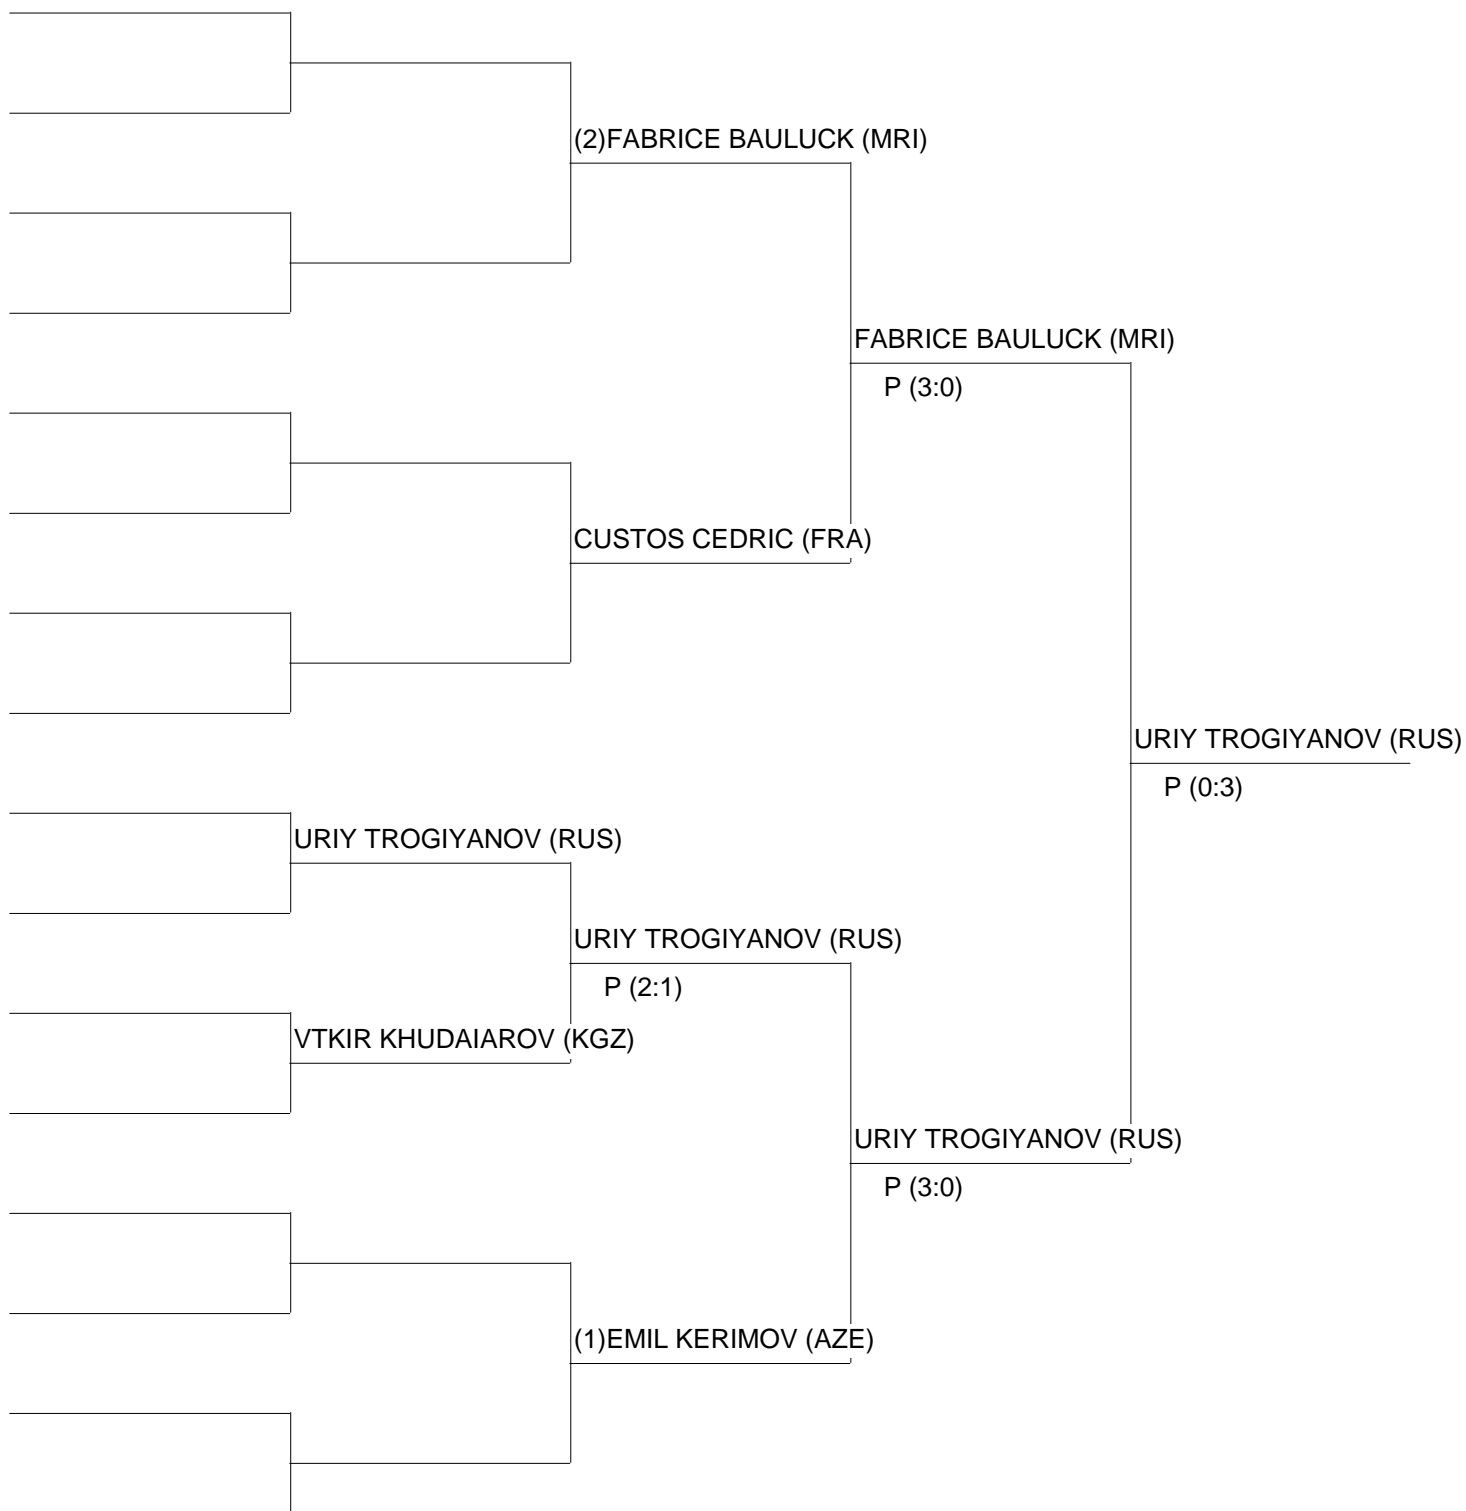 (2)FABRICE BAULUCK (MRI)
FABRICE BAULUCK (MRI)
P (3:0)
CUSTOS CEDRIC (FRA)
URIY TROGIYANOV (RUS)
P (0:3)
URIY TROGIYANOV (RUS)
URIY TROGIYANOV (RUS)
P (2:1)
VTKIR KHUDAIAROV (KGZ)
URIY TROGIYANOV (RUS)
P (3:0)
(1)EMIL KERIMOV (AZE)